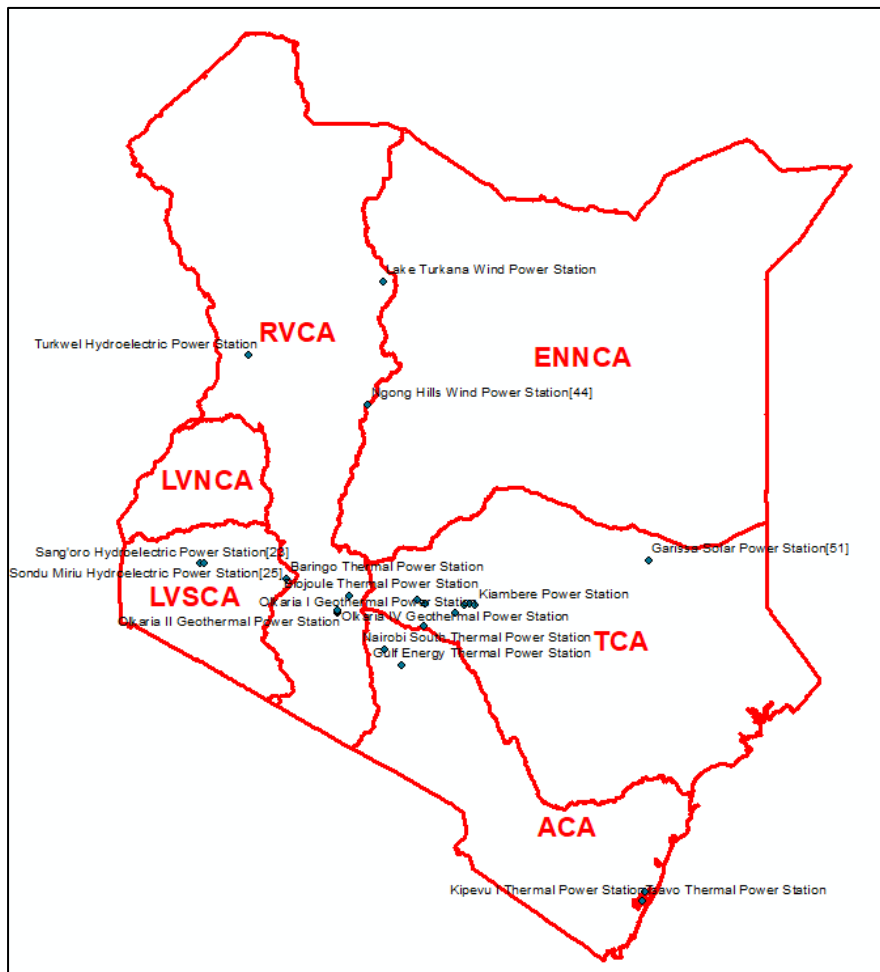 Lake Turkana Wind Power Station
RVCA
Turkwel Hydroelectric Power Station
ENNCA
Ngong Hills Wind Power Station[44]
LVNCA
Sang'oro Hydroelectric Power Station[23]
Garissa Solar Power Station[51]
Baringo Thermal Power Station
Sondu Miriu Hydroelectric Power Station[25]
Biojoule Thermal Power Station
LVSCA
Kiambere Power Station
Olkaria I Geothermal Power Station
Olkaria II Geothermal Power Station
Olkaria IV Geothermal Power Station
TCA
Nairobi South Thermal Power Station
Gulf Energy Thermal Power Station
ACA
Kipevu I Thermal Power Station
Tsavo Thermal Power Station